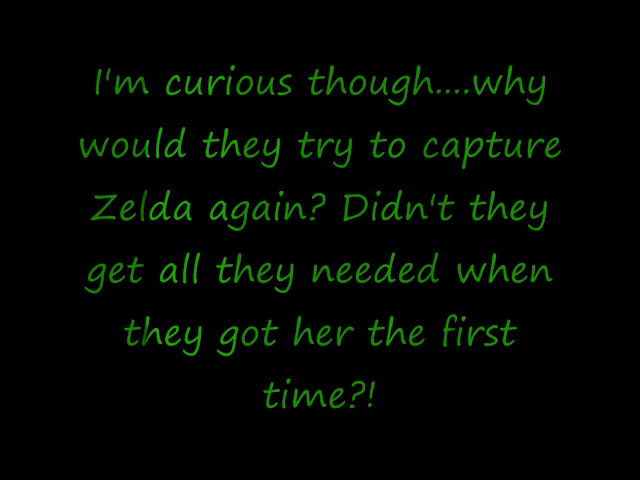 I'm curious though....why
would they try to capture
Zelda again? Didn't they
get all they needed when
they got her the first
time?!